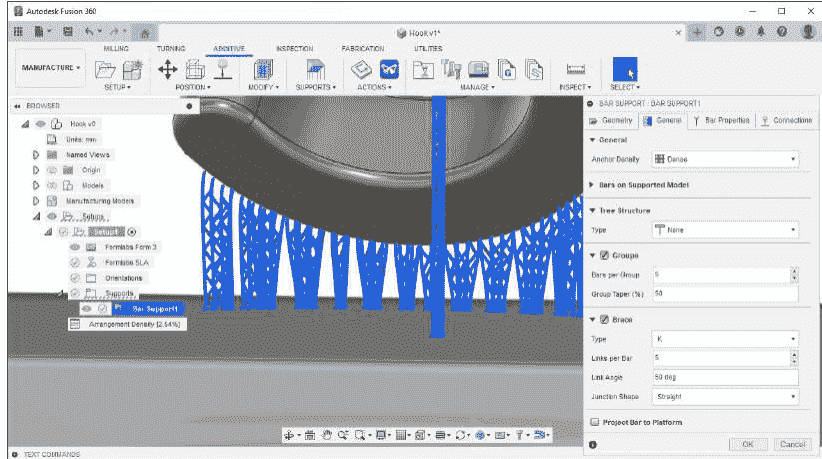 Autodesk Fusion 360
Hook v1*
MILLING TURNING ADDITIVE INSPECTION FABRICATION UTILITIES
MANUFACTURE
SETUP POSITION MODIFY SUPPORTS ACTIONS MANAGE INSPECT SELECT
BROWSER
Hook v0
Units: mm
Named Views
Origin
Models
Manufacturing Models
Setups
Setup1
Formlabs Form 3
Formlabs SLA
Orientations
Supports
Bar Support1
Arrangement Density [2.54%]
BAR SUPPORT : BAR SUPPORT1
Geometry General Bar Properties Connections
General
Anchor Density Dense
Bars on Supported Model
Tree Structure
Type None
Groups
Bars per Group 5
Group Taper (%) 50
Brace
Type K
Links per Bar 5
Link Angle 50 deg
Junction Shape Straight
Project Bar to Platform
OK Cancel
TEXT COMMANDS